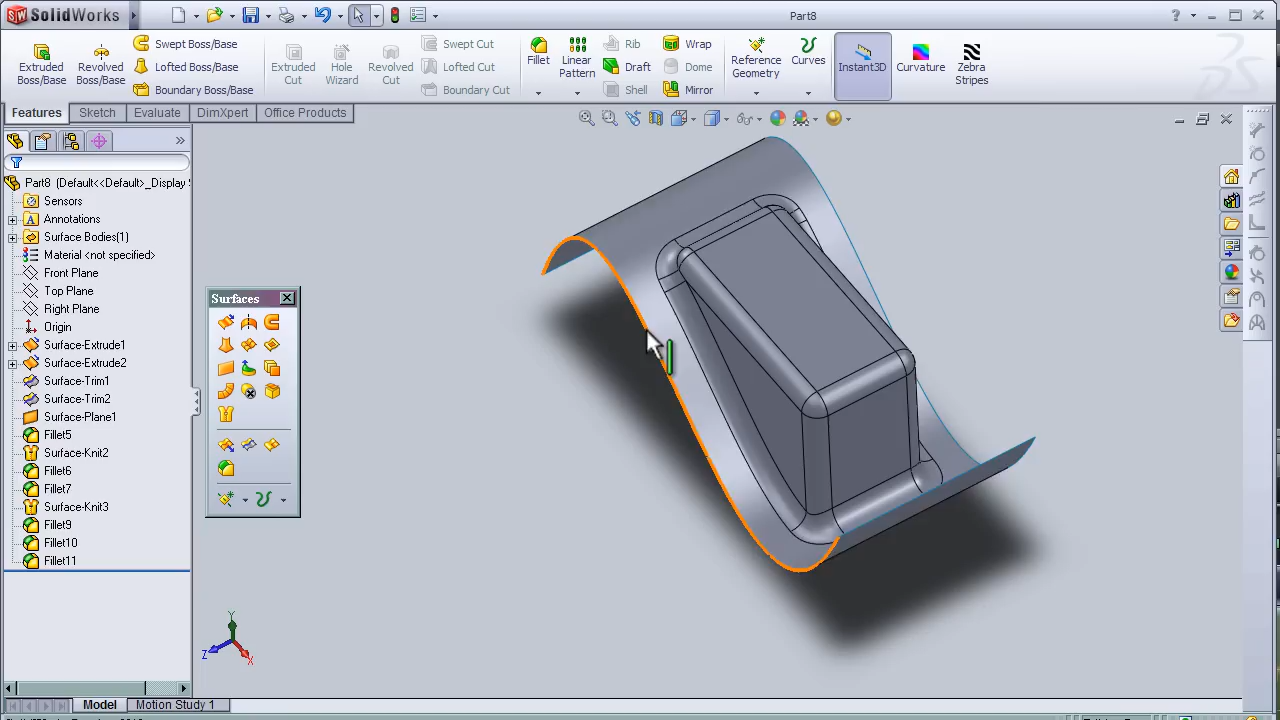 SolidWorks
Part8
Extruded Boss/Base
Revolved Boss/Base
Swept Boss/Base
Lofted Boss/Base
Boundary Boss/Base
Extruded Cut
Hole Wizard
Revolved Cut
Swept Cut
Lofted Cut
Boundary Cut
Fillet
Linear Pattern
Rib
Draft
Shell
Wrap
Dome
Mirror
Reference Geometry
Curves
Instant3D
Curvature
Zebra Stripes
Features
Sketch
Evaluate
DimXpert
Office Products
Part8 (Default<<Default>_Display
Sensors
Annotations
Surface Bodies(1)
Material <not specified>
Front Plane
Top Plane
Right Plane
Origin
Surface-Extrude1
Surface-Extrude2
Surface-Trim1
Surface-Trim2
Surface-Plane1
Fillet5
Surface-Knit2
Fillet6
Fillet7
Surface-Knit3
Fillet9
Fillet10
Fillet11
Surfaces
Y
Z
X
Model
Motion Study 1